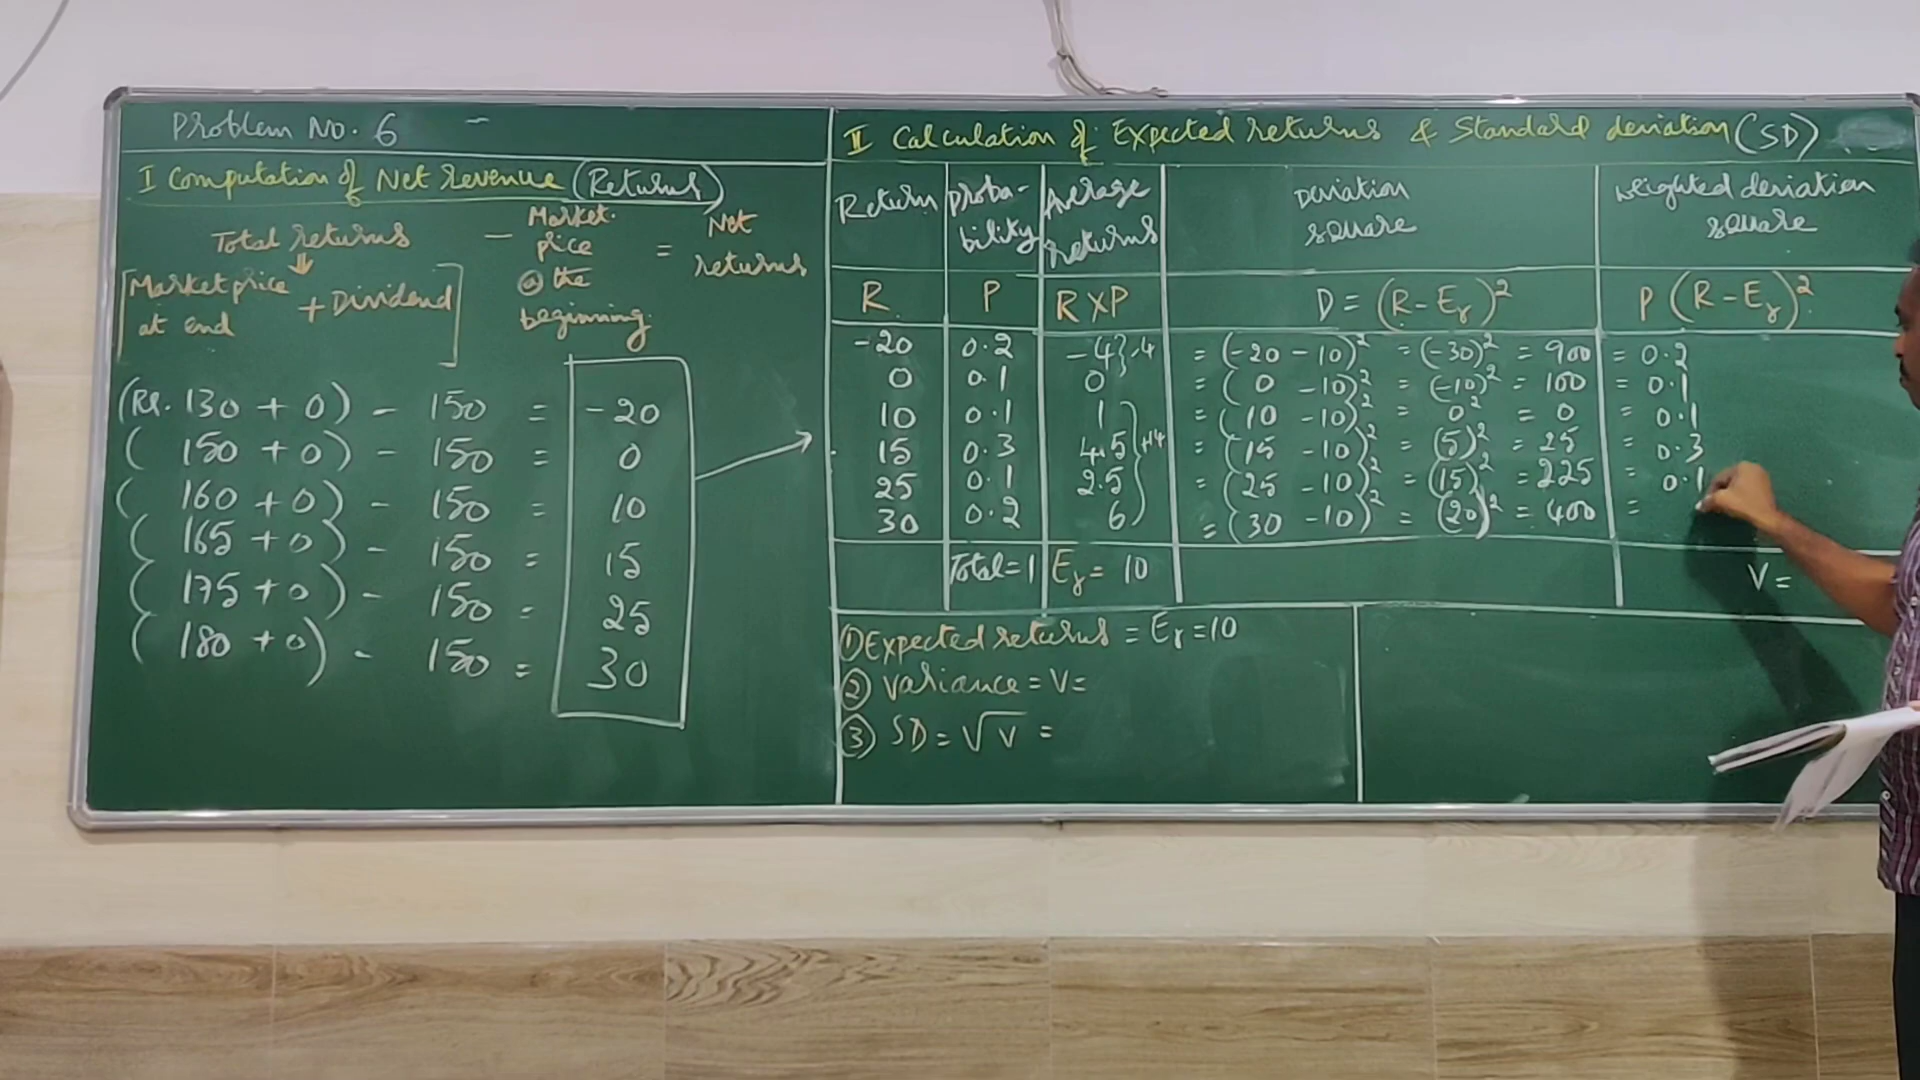 Problem No. 6 -
I Computation of Net revenue (Returns)
Total returns - Market price @ the beginning = Net returns
[Market price at end + Dividend]
(Rs. 130 + 0) - 150 = -20
( 150 + 0) - 150 = 0
( 160 + 0) - 150 = 10
( 165 + 0) - 150 = 15
( 175 + 0) - 150 = 25
( 180 + 0) - 150 = 30
II Calculation of Expected returns & Standard deviation (SD)
Return | proba-bility | Average returns | Deviation square | weighted deviation square
R | P | R X P | D = (R - Eᵣ)² | P (R - Eᵣ)²
-20 | 0.2 | -4 } -4 | = (-20 - 10)² = (-30)² = 900 | = 0.2
0 | 0.1 | 0 | = ( 0 - 10)² = (-10)² = 100 | = 0.1
10 | 0.1 | 1 | = ( 10 - 10)² = 0² = 0 | = 0.1
15 | 0.3 | 4.5 } +14 | = ( 15 - 10)² = (5)² = 25 | = 0.3
25 | 0.1 | 2.5 | = ( 25 - 10)² = (15)² = 225 | = 0.1
30 | 0.2 | 6 | = ( 30 - 10)² = (20)² = 400 | =
Total = 1 | Eᵣ = 10 | V =
① Expected returns = Eᵣ = 10
② Variance = V =
③ SD = √V =